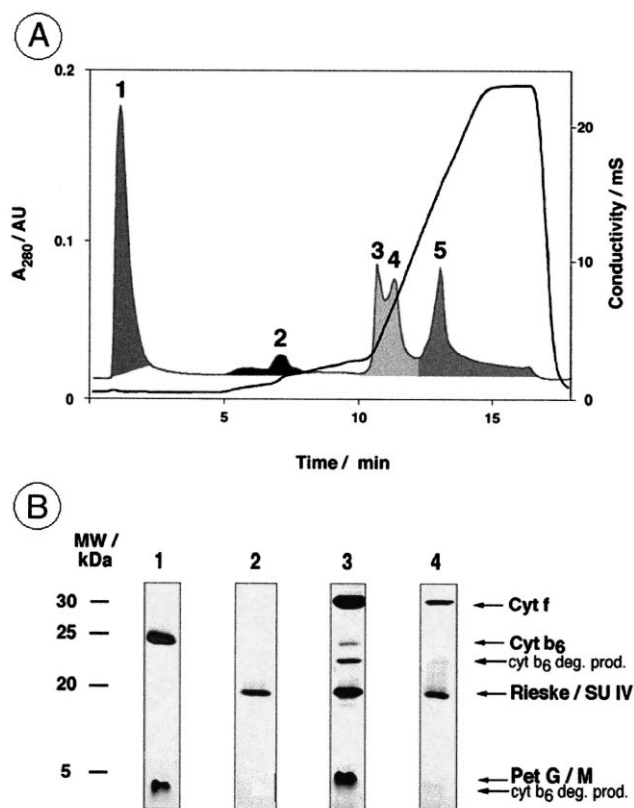 A
0.2
0.1
0
A280 / AU
1
2
3
4
5
20
10
0
Conductivity / mS
5
10
15
Time / min
B
MW / kDa
1
2
3
4
30
25
20
5
Cyt f
Cyt b6
cyt b6 deg. prod.
Rieske / SU IV
Pet G / M
cyt b6 deg. prod.